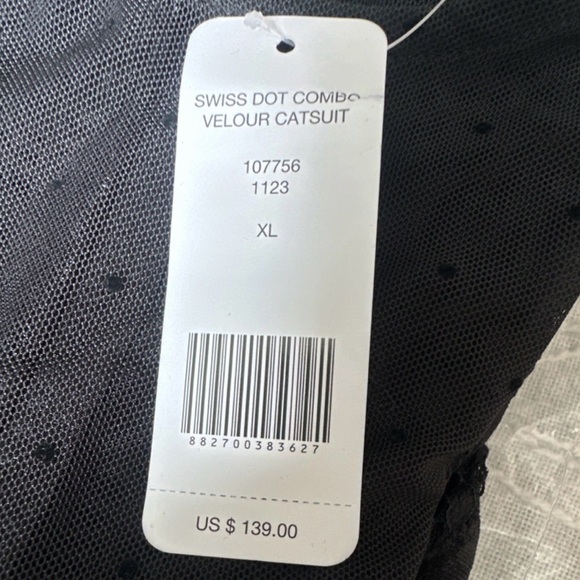 SWISS DOT COMBO
VELOUR CATSUIT
107756
1123
XL
882700383627
US $ 139.00